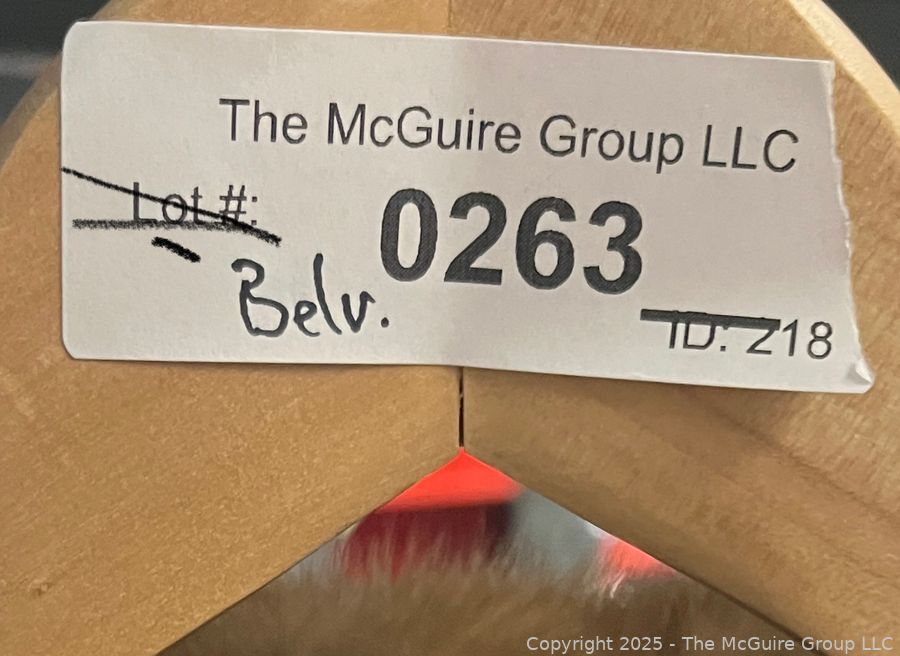 The McGuire Group LLC
Lot #:
0263
Belv.
ID: 218
Copyright 2025 - The McGuire Group LLC